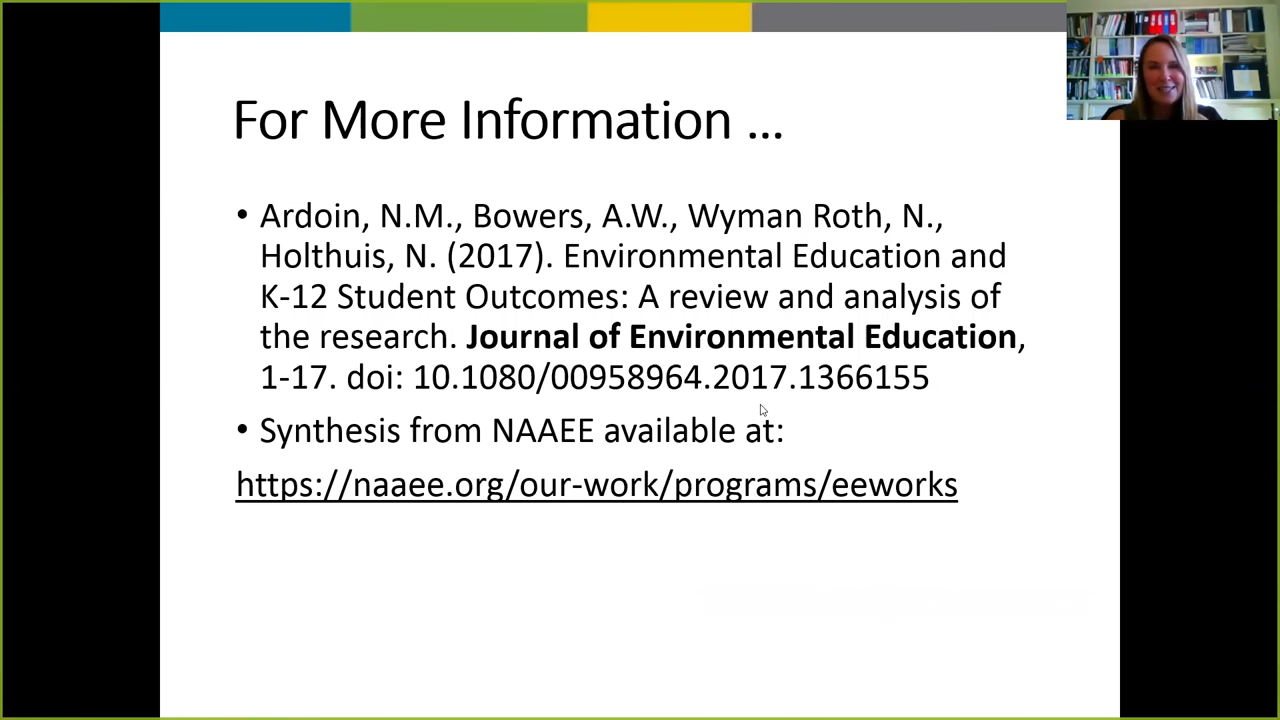 For More Information ...
• Ardoin, N.M., Bowers, A.W., Wyman Roth, N.,
Holthuis, N. (2017). Environmental Education and
K-12 Student Outcomes: A review and analysis of
the research. Journal of Environmental Education,
1-17. doi: 10.1080/00958964.2017.1366155
• Synthesis from NAAEE available at:
https://naaee.org/our-work/programs/eeworks